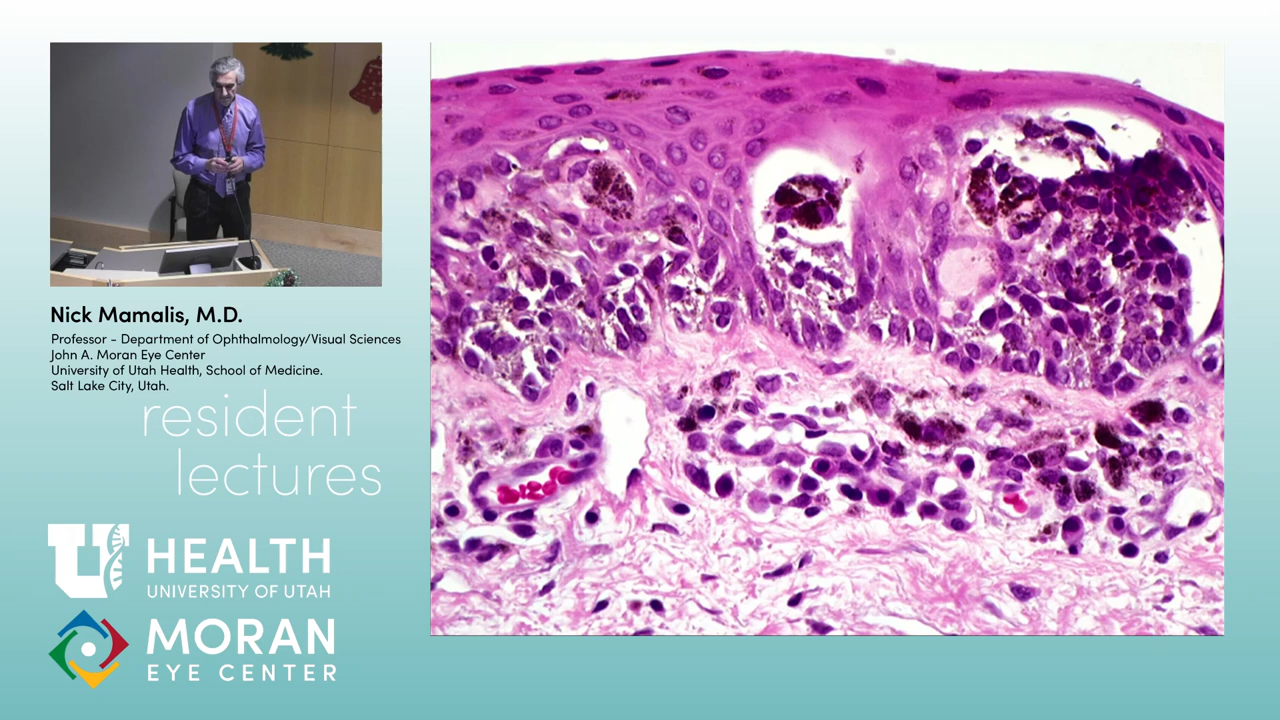 Nick Mamalis, M.D.
Professor - Department of Ophthalmology/Visual Sciences
John A. Moran Eye Center
University of Utah Health, School of Medicine.
Salt Lake City, Utah.
resident
lectures
U
HEALTH
UNIVERSITY OF UTAH
MORAN
EYE CENTER